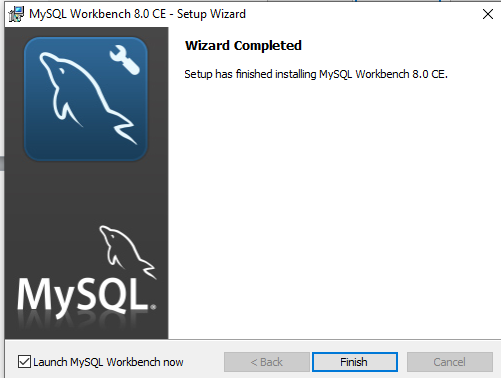 MySQL Workbench 8.0 CE - Setup Wizard
Wizard Completed
Setup has finished installing MySQL Workbench 8.0 CE.
MySQL®
Launch MySQL Workbench now
< Back
Finish
Cancel